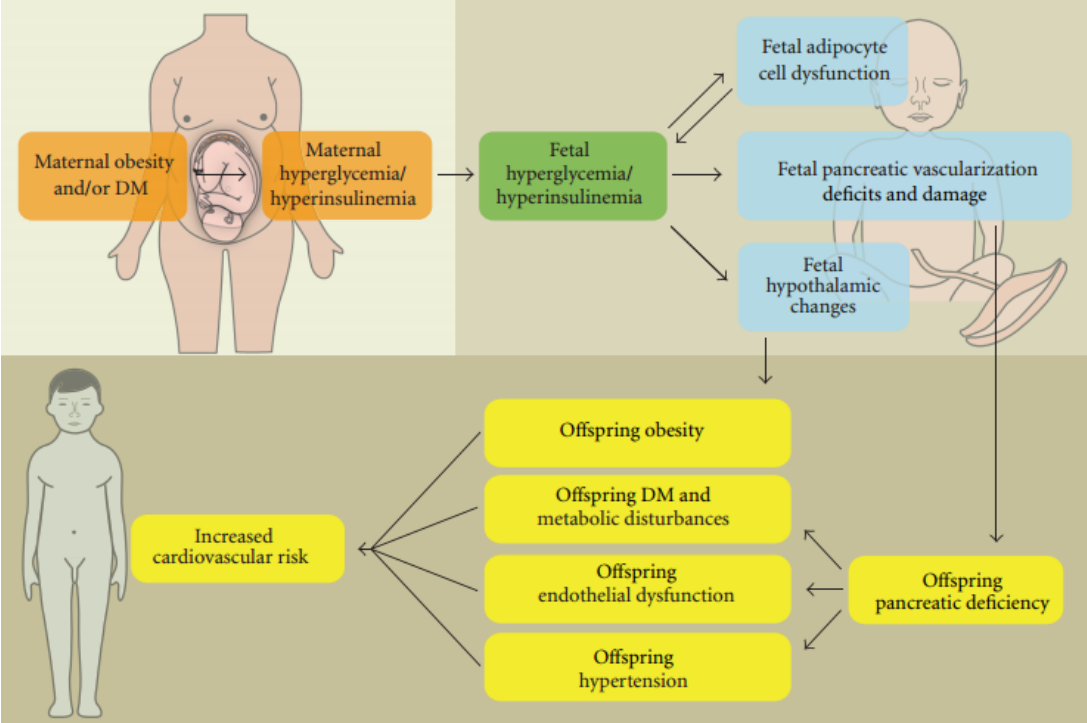 Maternal obesity
and/or DM
Maternal
hyperglycemia/
hyperinsulinemia
Fetal
hyperglycemia/
hyperinsulinemia
Fetal adipocyte
cell dysfunction
Fetal pancreatic vascularization
deficits and damage
Fetal
hypothalamic
changes
Offspring obesity
Offspring DM and
metabolic disturbances
Offspring
endothelial dysfunction
Offspring
hypertension
Offspring
pancreatic deficiency
Increased
cardiovascular risk